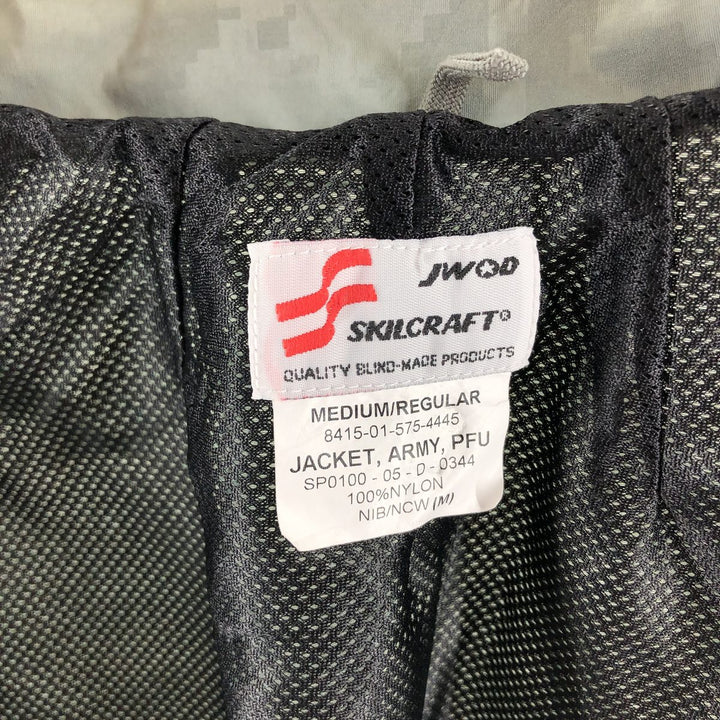 JWOD
SKILCRAFT®
QUALITY BLIND-MADE PRODUCTS
MEDIUM/REGULAR
8415-01-575-4445
JACKET, ARMY, PFU
SP0100 - 05 - D - 0344
100%NYLON
NIB/NCW (M)